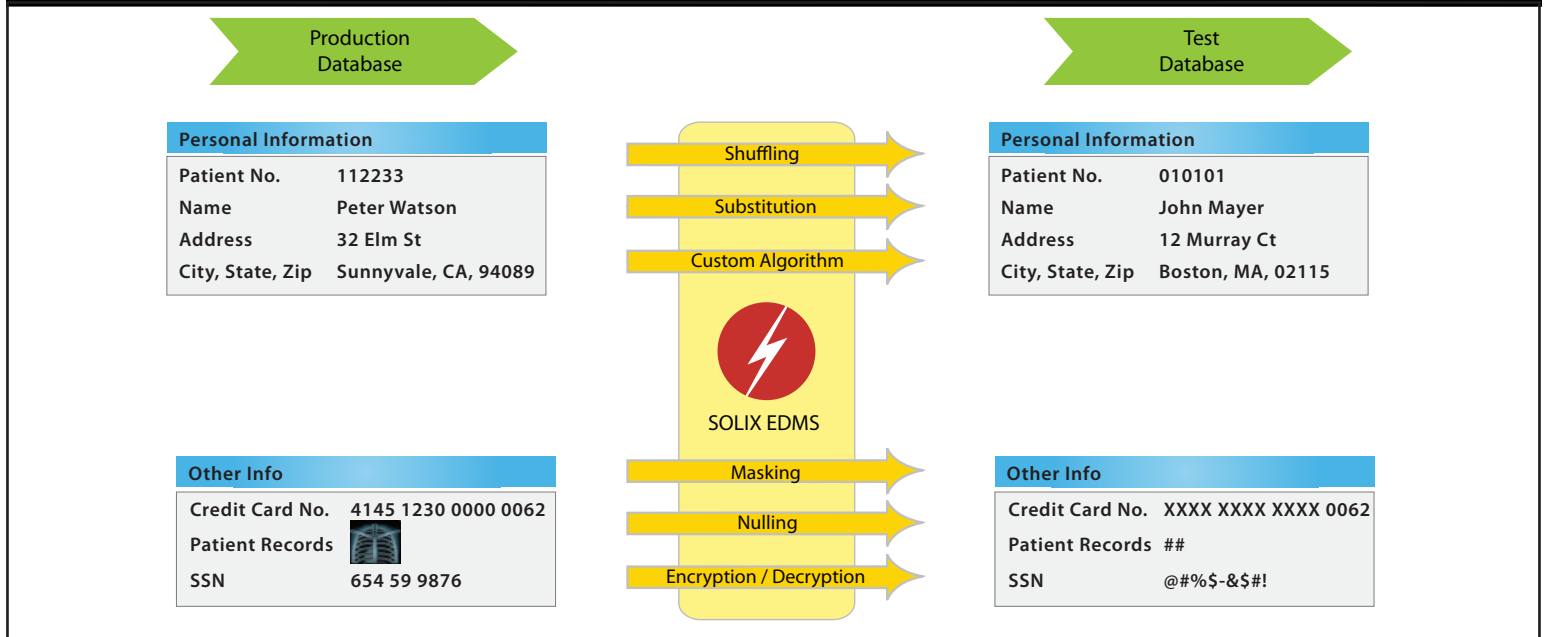 Production
Database
Test
Database
Personal Information
Patient No. 112233
Name Peter Watson
Address 32 Elm St
City, State, Zip Sunnyvale, CA, 94089
Shuffling
Substitution
Custom Algorithm
SOLIX EDMS
Masking
Nulling
Encryption / Decryption
Personal Information
Patient No. 010101
Name John Mayer
Address 12 Murray Ct
City, State, Zip Boston, MA, 02115
Other Info
Credit Card No. 4145 1230 0000 0062
Patient Records
SSN 654 59 9876
Other Info
Credit Card No. XXXX XXXX XXXX 0062
Patient Records ##
SSN @#%$-&$#!